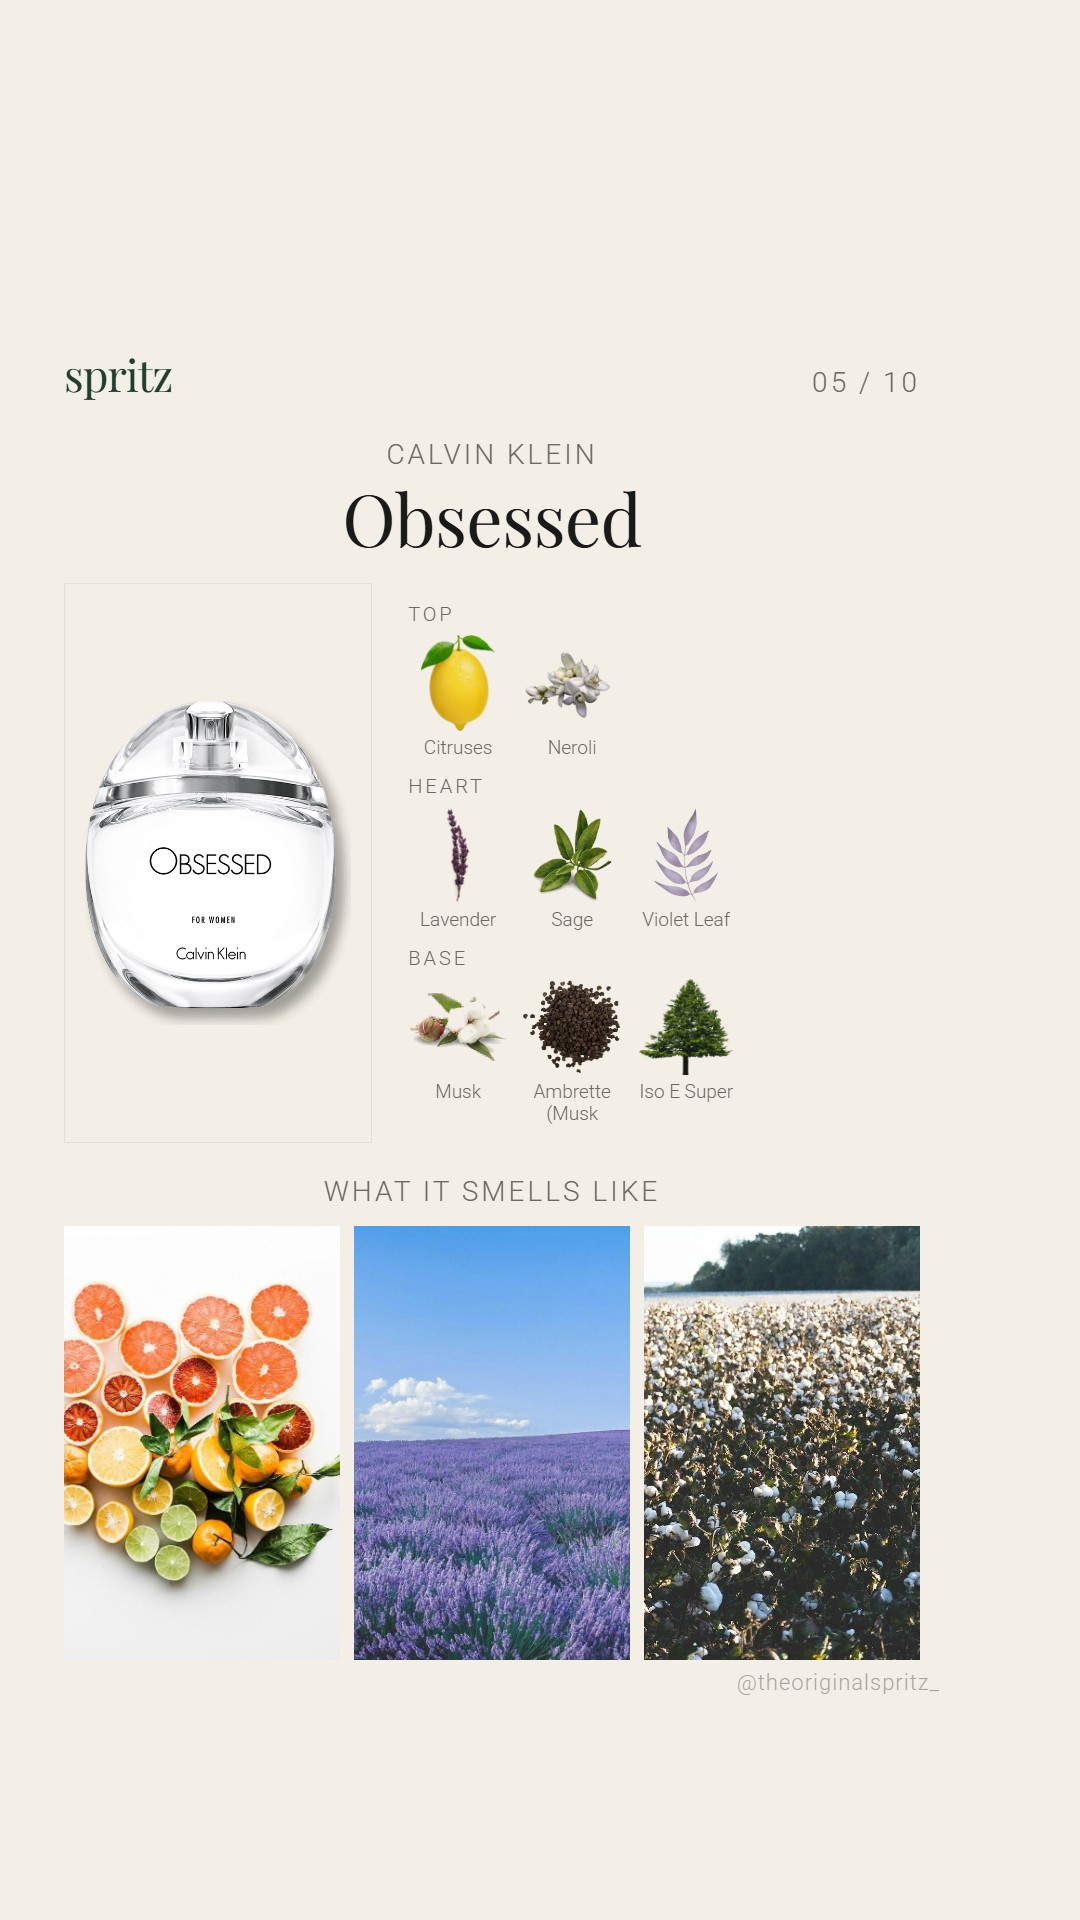 spritz
05 / 10
CALVIN KLEIN
Obsessed
OBSESSED
FOR WOMEN
Calvin Klein
TOP
Citruses
Neroli
HEART
Lavender
Sage
Violet Leaf
BASE
Musk
Ambrette
(Musk
Iso E Super
WHAT IT SMELLS LIKE
@theoriginalspritz_